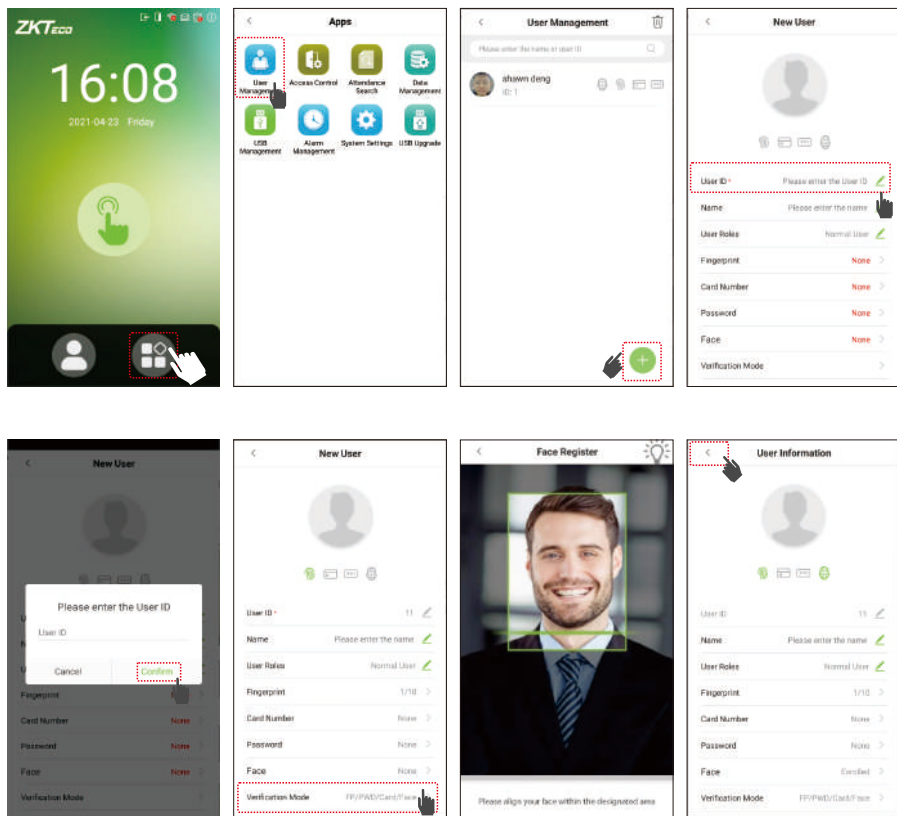 ZKTeco
16:08
2021-04-23 Friday
Apps
User
Management
Access Control
Attendance
Search
Data
Management
USB
Management
Alarm
Management
System Settings
USB Upgrade
User Management
Please enter the name or user ID
shawn deng
ID: 1
New User
User ID * Please enter the User ID
Name Please enter the name
User Roles Normal User
Fingerprint None
Card Number None
Password None
Face None
Verification Mode
New User
Please enter the User ID
User ID
Cancel Confirm
Fingerprint
Card Number None
Password None
Face None
Verification Mode
New User
User ID * 11
Name Please enter the name
User Roles Normal User
Fingerprint 1/10
Card Number None
Password None
Face None
Verification Mode FP/PWD/Card/Face
Face Register
Please align your face within the designated area
User Information
User ID 11
Name Please enter the name
User Roles Normal User
Fingerprint 1/10
Card Number None
Password None
Face Enrolled
Verification Mode FP/PWD/Card/Face